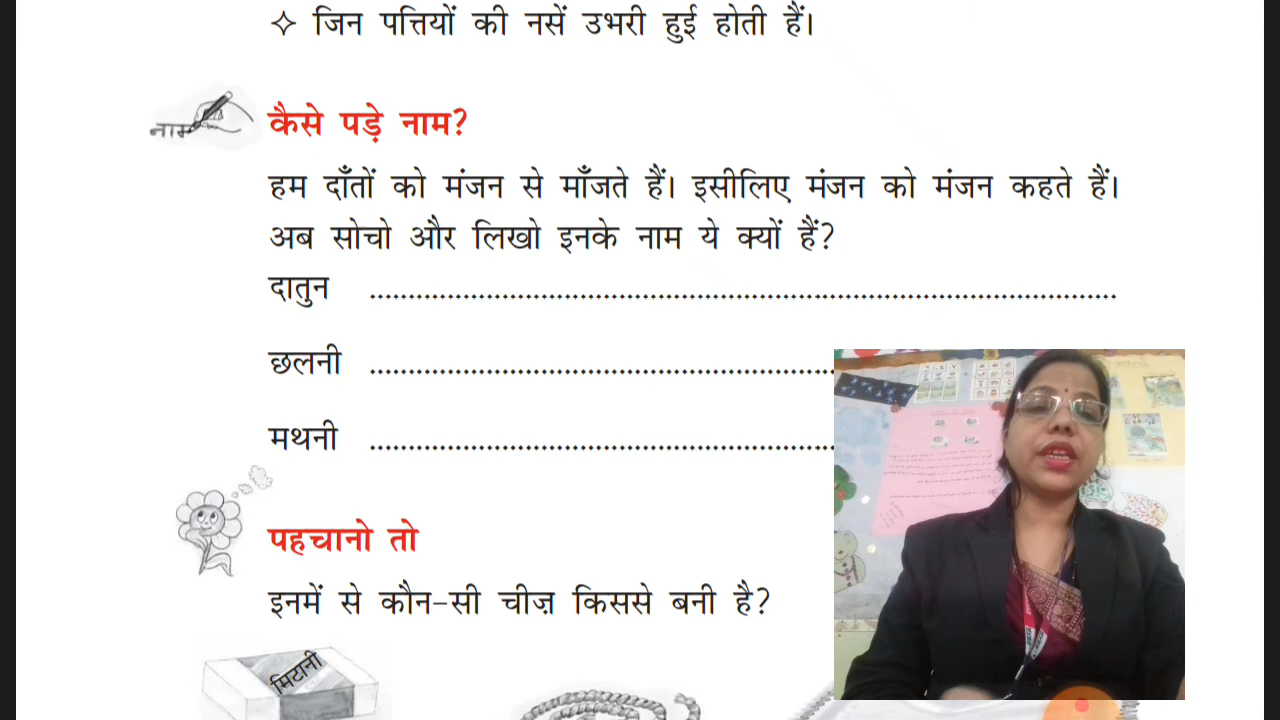 ✧ जिन पत्तियों की नसें उभरी हुई होती हैं।
नाम
कैसे पड़े नाम?
हम दाँतों को मंजन से माँजते हैं। इसीलिए मंजन को मंजन कहते हैं।
अब सोचो और लिखो इनके नाम ये क्यों हैं?
दातुन ................................................................................................
छलनी ............................................................
मथनी ............................................................
पहचानो तो
इनमें से कौन-सी चीज़ किससे बनी है?
मिटानी